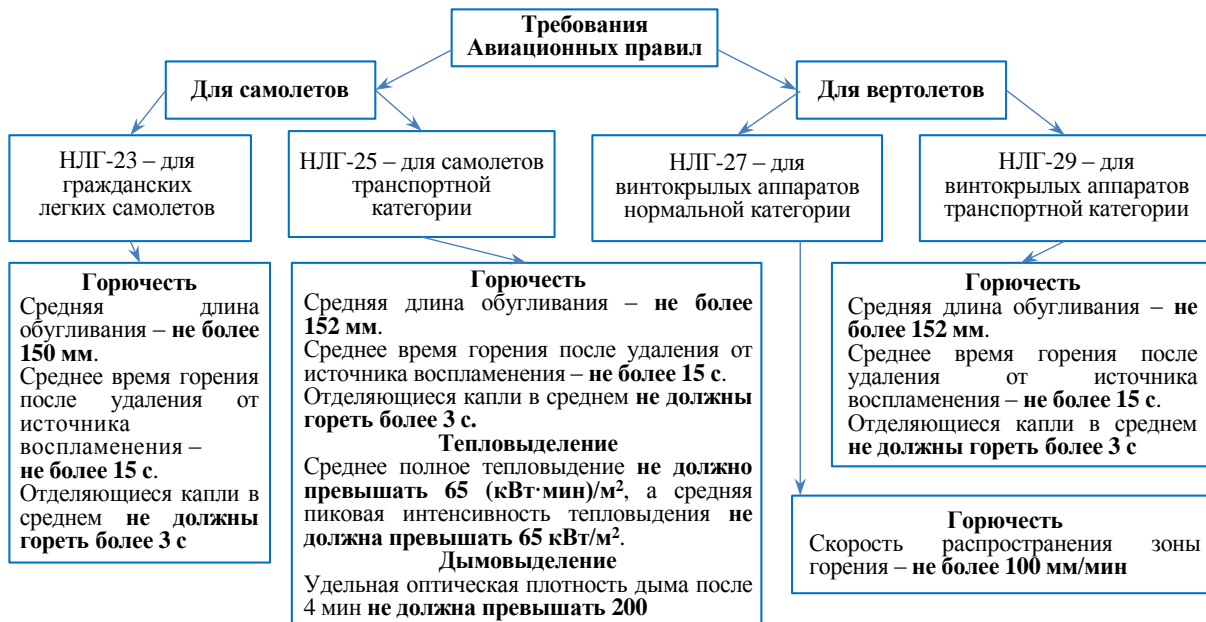 Требования
Авиационных правил
Для самолетов
Для вертолетов
НЛГ-23 – для
гражданских
легких самолетов
НЛГ-25 – для самолетов
транспортной
категории
НЛГ-27 – для
винтокрылых аппаратов
нормальной категории
НЛГ-29 – для
винтокрылых аппаратов
транспортной категории
Горючесть
Средняя длина
обугливания – не более
150 мм.
Среднее время горения
после удаления от
источника
воспламенения –
не более 15 с.
Отделяющиеся капли в
среднем не должны
гореть более 3 с
Горючесть
Средняя длина обугливания – не более
152 мм.
Среднее время горения после удаления от
источника воспламенения – не более 15 с.
Отделяющиеся капли в среднем не должны
гореть более 3 с.
Тепловыделение
Среднее полное тепловыдение не должно
превышать 65 (кВт·мин)/м², а средняя
пиковая интенсивность тепловыдения не
должна превышать 65 кВт/м².
Дымовыделение
Удельная оптическая плотность дыма после
4 мин не должна превышать 200
Горючесть
Средняя длина обугливания – не
более 152 мм.
Среднее время горения после
удаления от источника
воспламенения – не более 15 с.
Отделяющиеся капли в среднем
не должны гореть более 3 с
Горючесть
Скорость распространения зоны
горения – не более 100 мм/мин